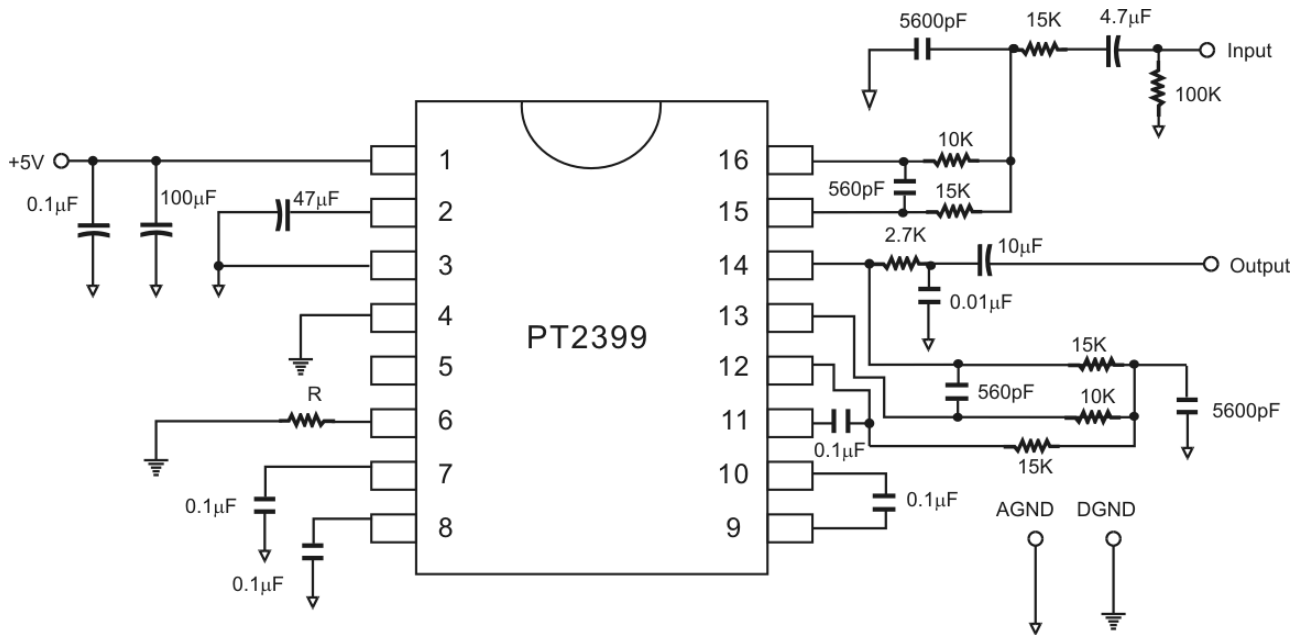 5600pF
15K
4.7μF
Input
100K
+5V
0.1μF
100μF
47μF
1
2
3
4
5
6
7
8
R
0.1μF
0.1μF
PT2399
16
15
14
13
12
11
10
9
10K
560pF
15K
2.7K
10μF
Output
0.01μF
15K
560pF
10K
5600pF
0.1μF
15K
0.1μF
AGND
DGND